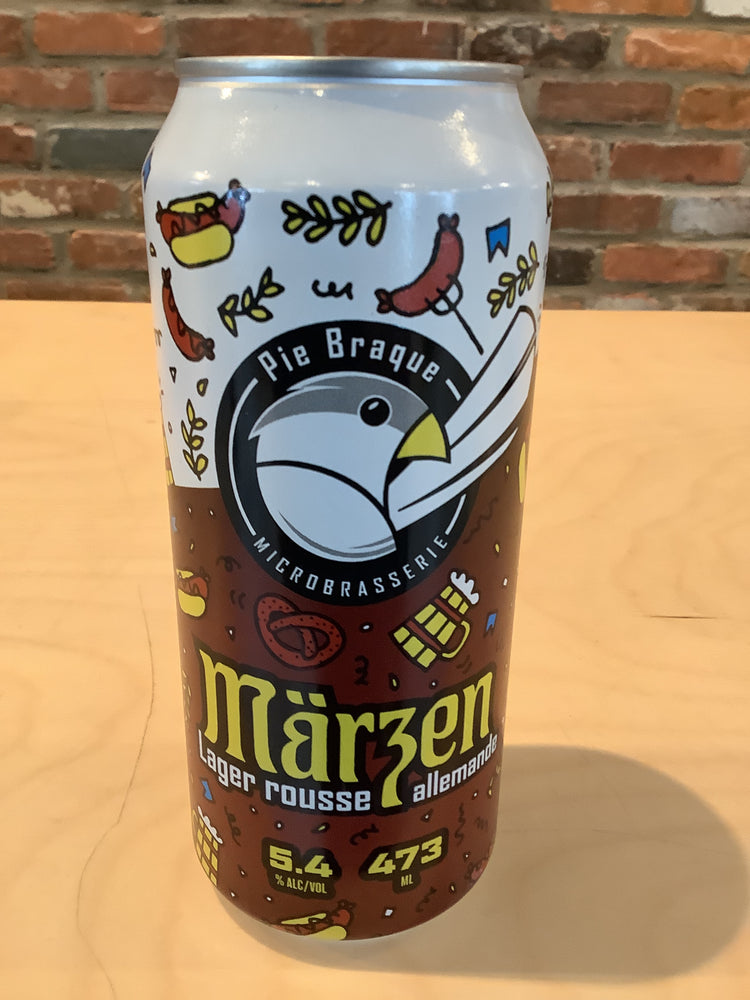 Pie Braque
MICROBRASSERIE
Märzen
Lager rousse allemande
5.4 473
% ALC/VOL ML